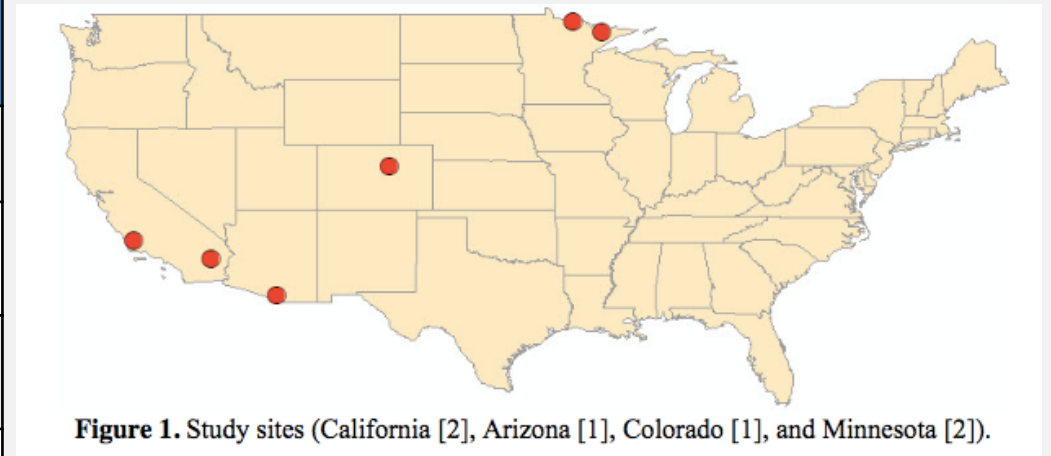 Figure 1. Study sites (California [2], Arizona [1], Colorado [1], and Minnesota [2]).